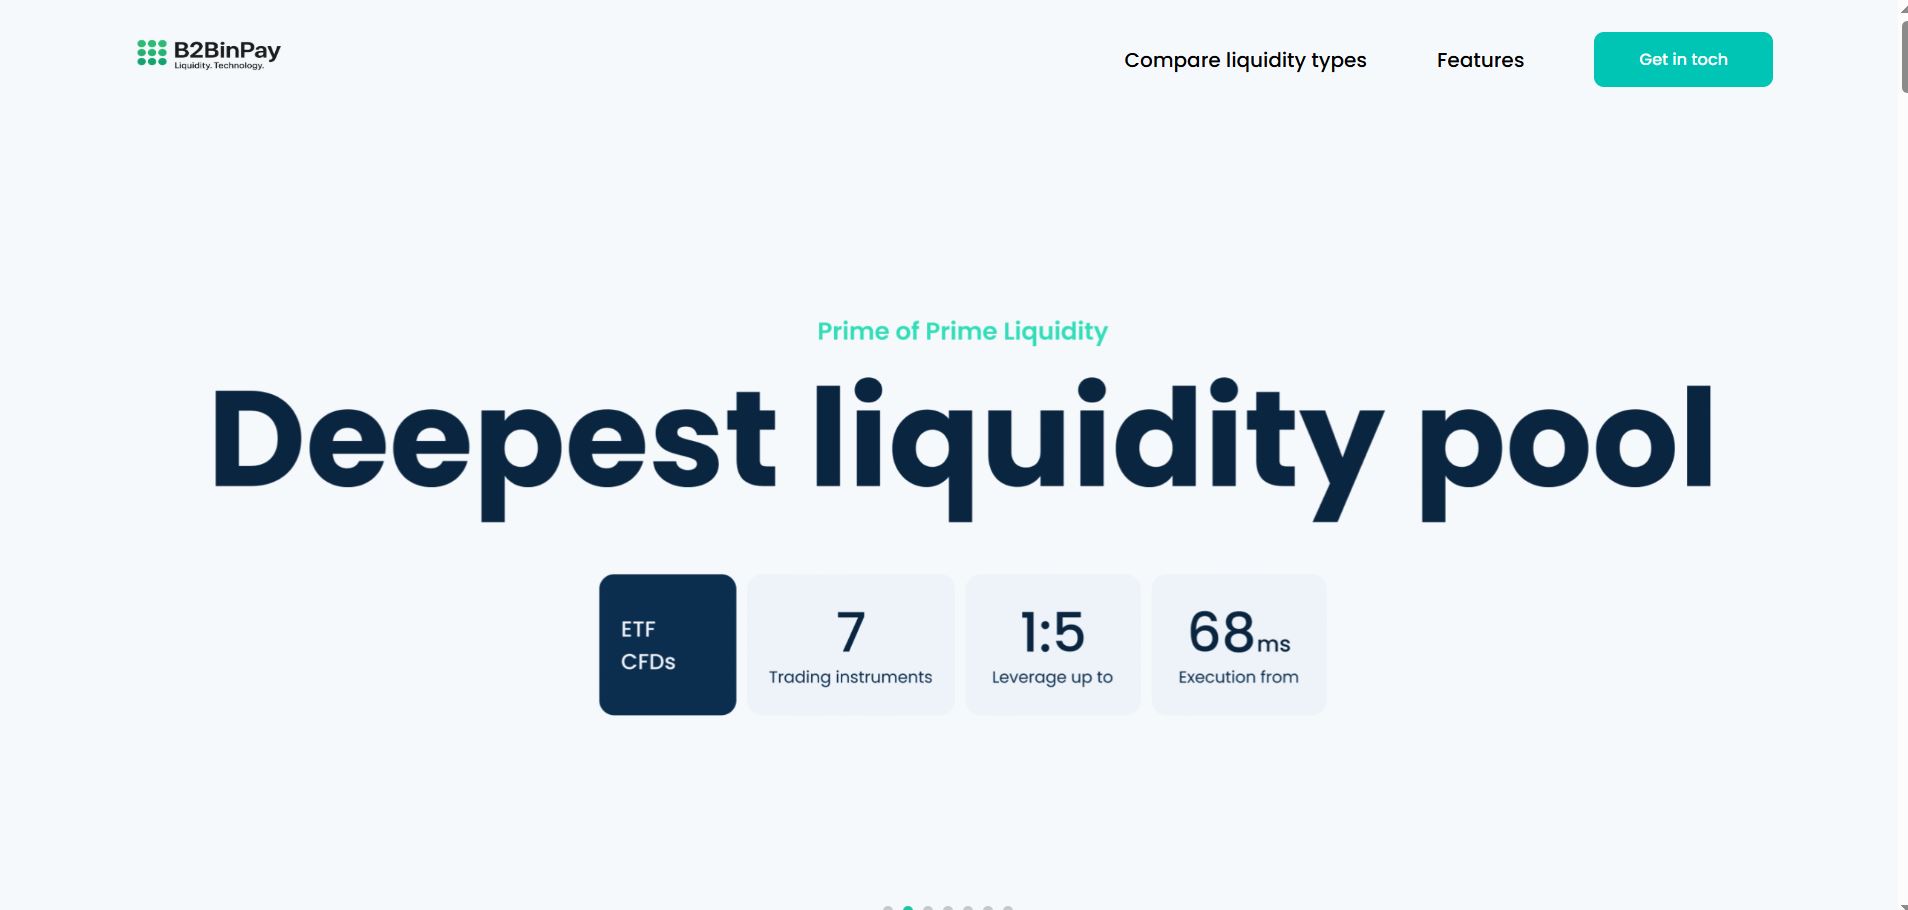 B2BinPay
Liquidity. Technology.
Compare liquidity types
Features
Get in toch
Prime of Prime Liquidity
Deepest liquidity pool
ETF
CFDs
7
Trading instruments
1:5
Leverage up to
68ms
Execution from